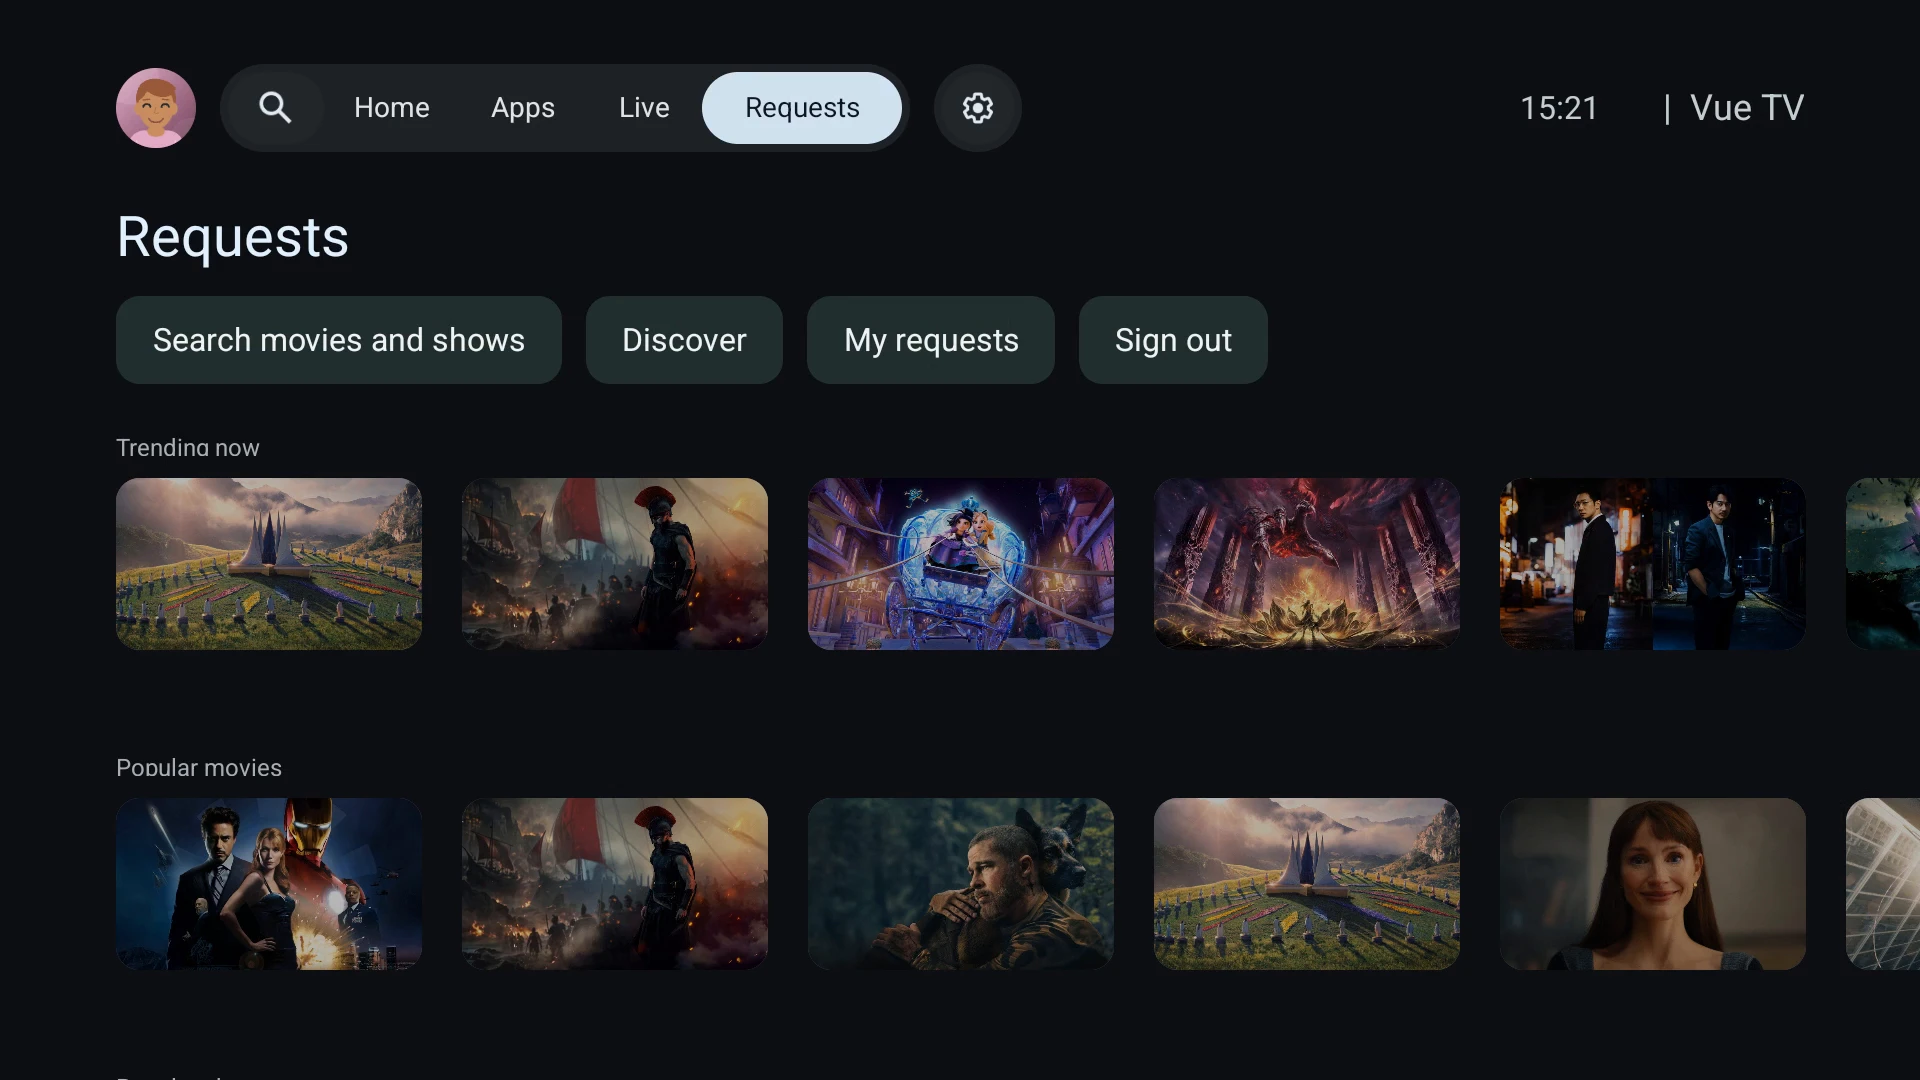 Home Apps Live Requests 15:21 | Vue TV
Requests
Search movies and shows Discover My requests Sign out
Trending now
Popular movies